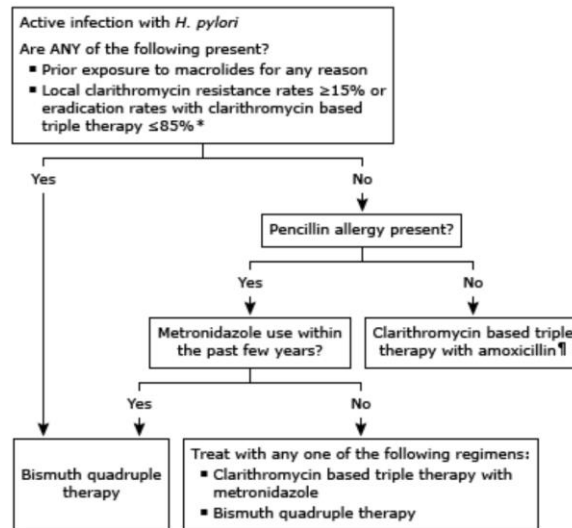 Active infection with H. pylori
Are ANY of the following present?
▪ Prior exposure to macrolides for any reason
▪ Local clarithromycin resistance rates ≥15% or
eradication rates with clarithromycin based
triple therapy ≤85%*
Yes
No
Pencillin allergy present?
Yes
No
Metronidazole use within
the past few years?
Clarithromycin based triple
therapy with amoxicillin¶
Yes
No
Bismuth quadruple
therapy
Treat with any one of the following regimens:
▪ Clarithromycin based triple therapy with
metronidazole
▪ Bismuth quadruple therapy